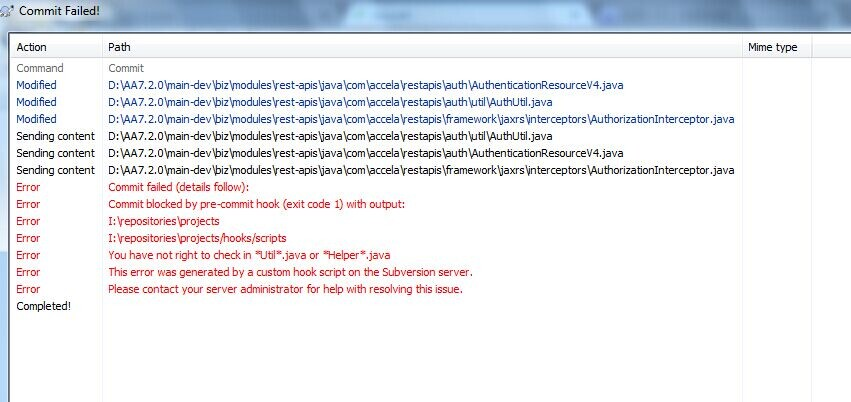 Commit Failed!
Action Path Mime type
Command Commit
Modified D:\AA7.2.0\main-dev\biz\modules\rest-apis\java\com\accela\restapis\auth\AuthenticationResourceV4.java
Modified D:\AA7.2.0\main-dev\biz\modules\rest-apis\java\com\accela\restapis\auth\util\AuthUtil.java
Modified D:\AA7.2.0\main-dev\biz\modules\rest-apis\java\com\accela\restapis\framework\jaxrs\interceptors\AuthorizationInterceptor.java
Sending content D:\AA7.2.0\main-dev\biz\modules\rest-apis\java\com\accela\restapis\auth\util\AuthUtil.java
Sending content D:\AA7.2.0\main-dev\biz\modules\rest-apis\java\com\accela\restapis\auth\AuthenticationResourceV4.java
Sending content D:\AA7.2.0\main-dev\biz\modules\rest-apis\java\com\accela\restapis\framework\jaxrs\interceptors\AuthorizationInterceptor.java
Error Commit failed (details follow):
Error Commit blocked by pre-commit hook (exit code 1) with output:
Error I:\repositories\projects
Error I:\repositories\projects/hooks/scripts
Error You have not right to check in *Util*.java or *Helper*.java
Error This error was generated by a custom hook script on the Subversion server.
Error Please contact your server administrator for help with resolving this issue.
Completed!